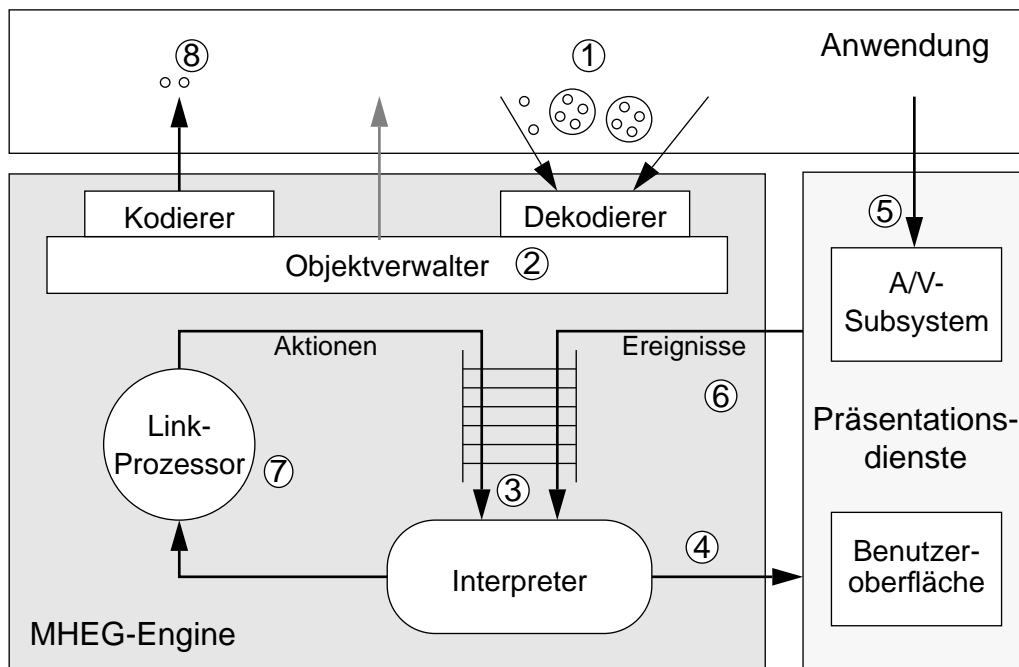 Anwendung
8
1
Kodierer
Dekodierer
Objektverwalter
2
5
A/V-
Subsystem
Aktionen
Ereignisse
6
Link-
Prozessor
7
Präsentations-
dienste
3
4
Interpreter
Benutzer-
oberfläche
MHEG-Engine